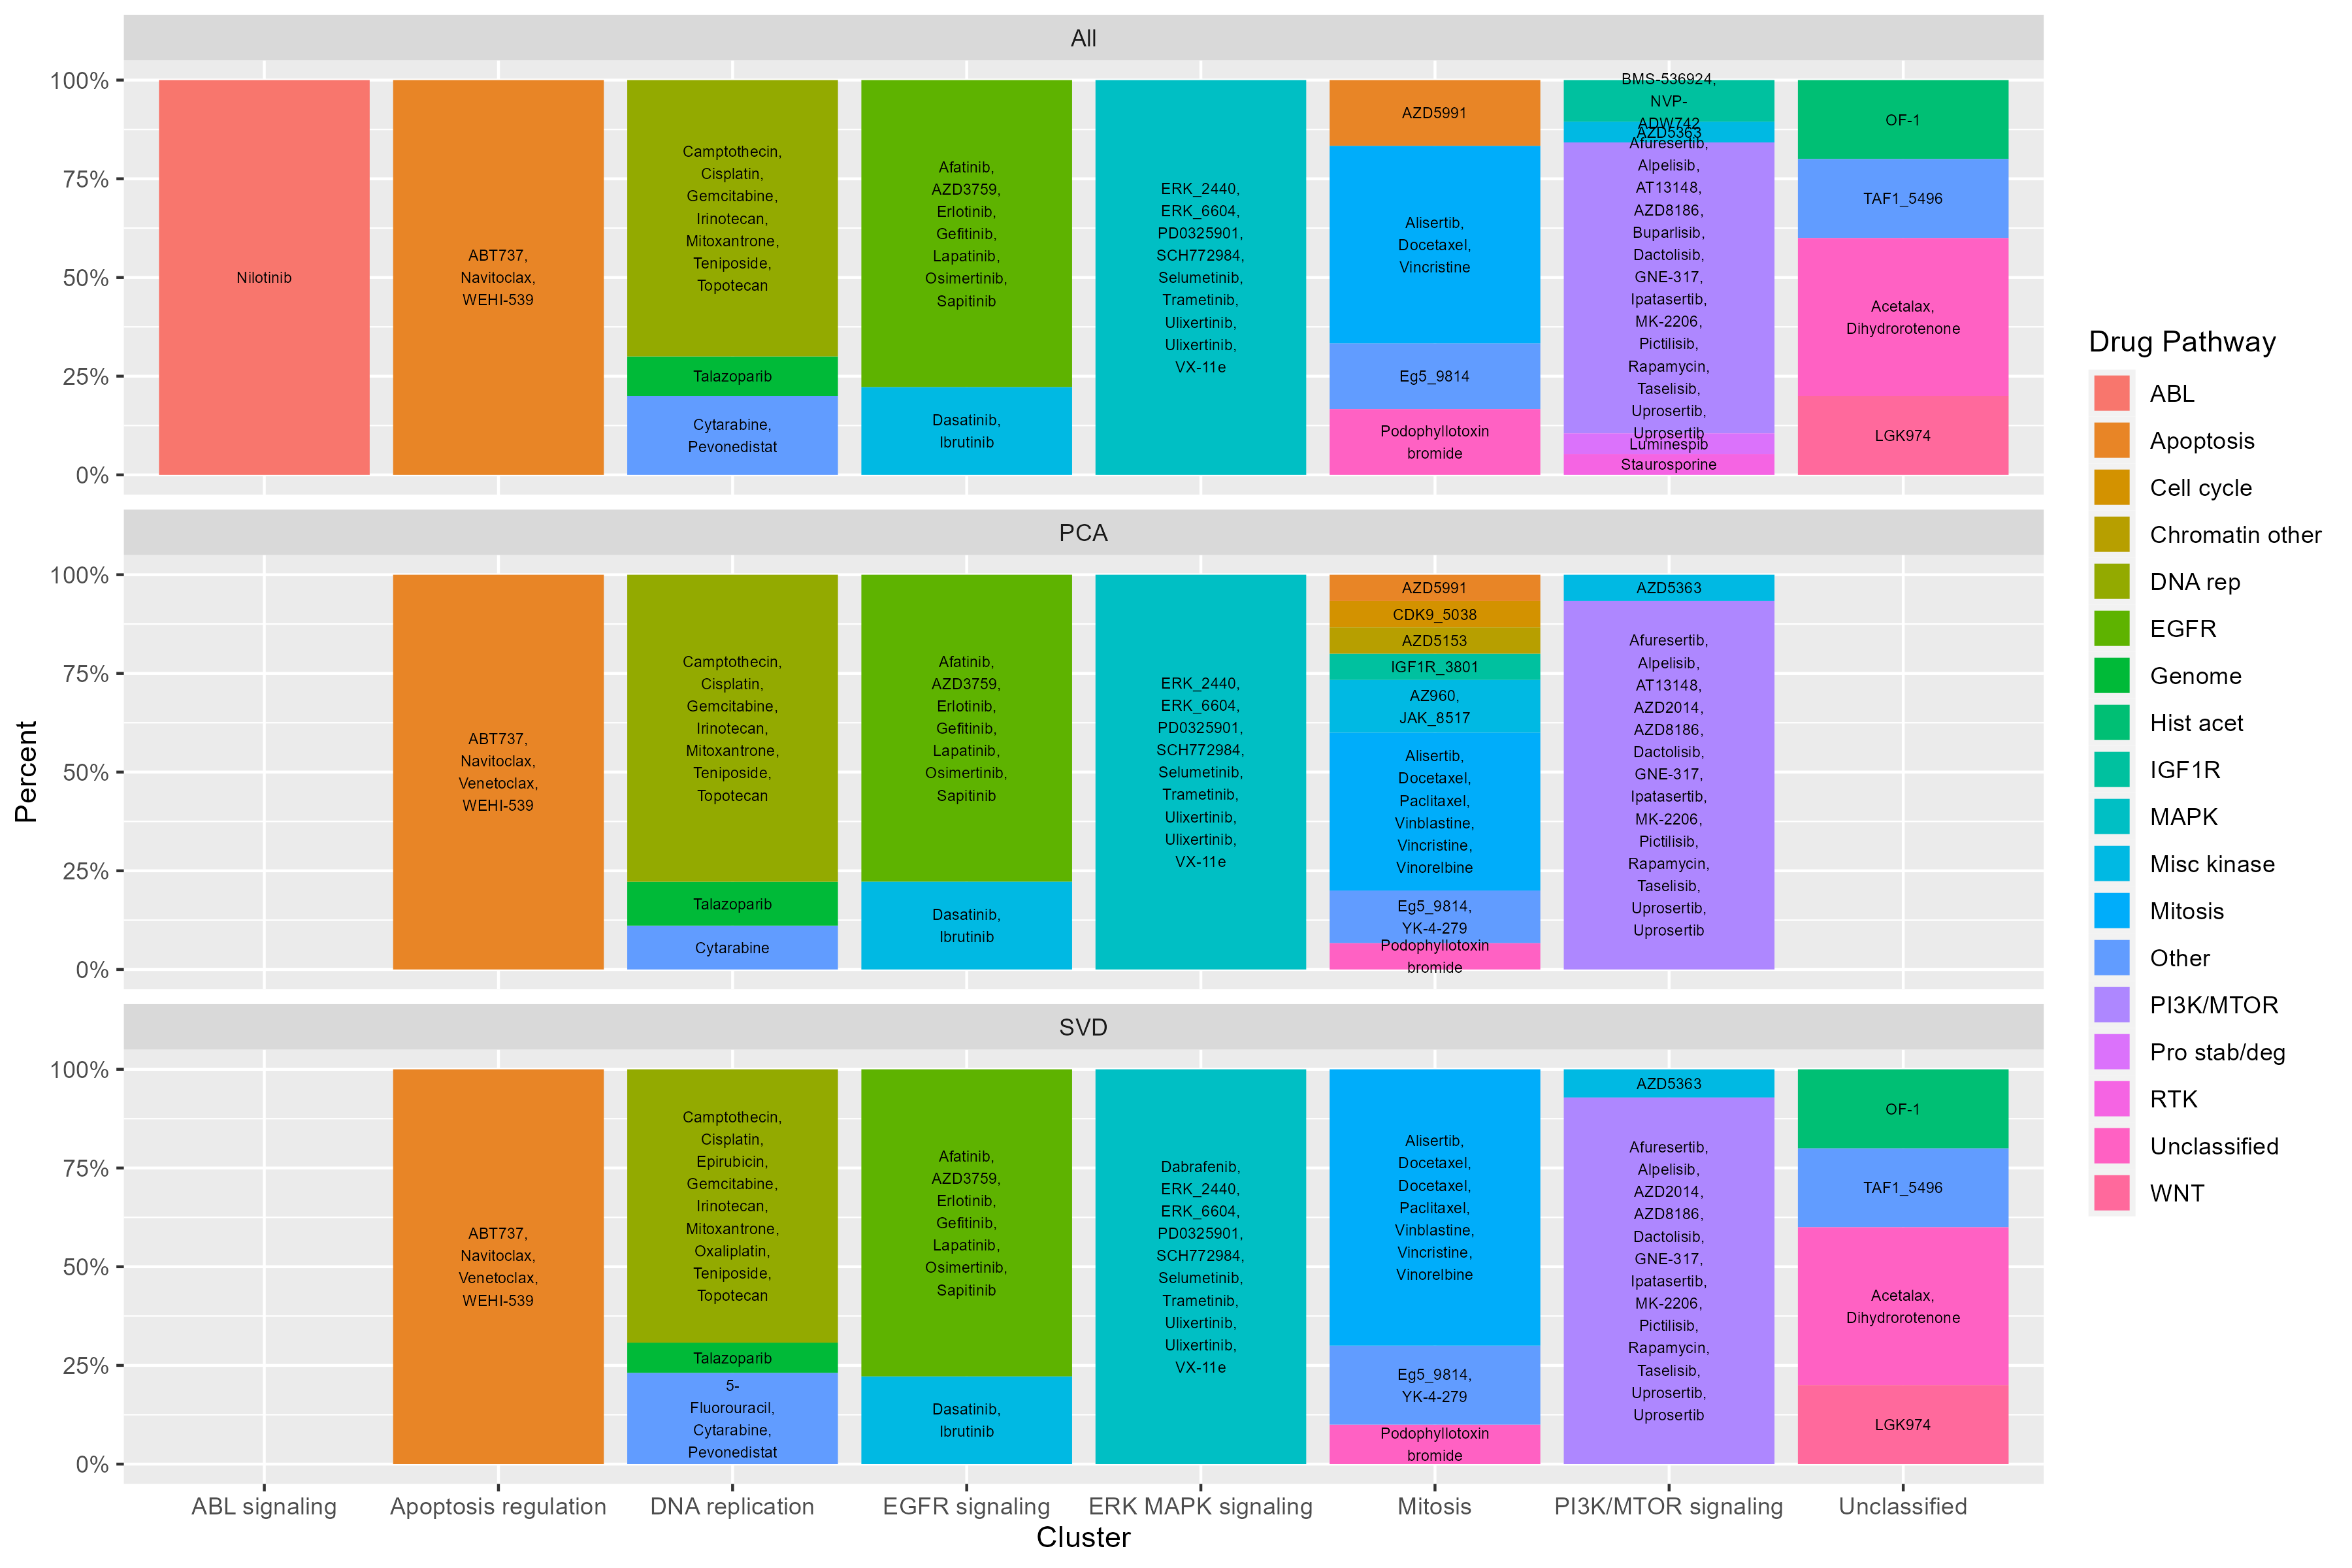 All
100%
75%
50%
25%
0%
Nilotinib
ABT737,
Navitoclax,
WEHI-539
Camptothecin,
Cisplatin,
Gemcitabine,
Irinotecan,
Mitoxantrone,
Teniposide,
Topotecan
Talazoparib
Cytarabine,
Pevonedistat
Afatinib,
AZD3759,
Erlotinib,
Gefitinib,
Lapatinib,
Osimertinib,
Sapitinib
Dasatinib,
Ibrutinib
ERK_2440,
ERK_6604,
PD0325901,
SCH772984,
Selumetinib,
Trametinib,
Ulixertinib,
Ulixertinib,
VX-11e
AZD5991
Alisertib,
Docetaxel,
Vincristine
Eg5_9814
Podophyllotoxin
bromide
BMS-536924,
NVP-
ADW742
AZD5363
Afuresertib,
Alpelisib,
AT13148,
AZD8186,
Buparlisib,
Dactolisib,
GNE-317,
Ipatasertib,
MK-2206,
Pictilisib,
Rapamycin,
Taselisib,
Uprosertib,
Uprosertib
Luminespib
Staurosporine
OF-1
TAF1_5496
Acetalax,
Dihydrorotenone
LGK974
PCA
100%
75%
50%
25%
0%
ABT737,
Navitoclax,
Venetoclax,
WEHI-539
Camptothecin,
Cisplatin,
Gemcitabine,
Irinotecan,
Mitoxantrone,
Teniposide,
Topotecan
Talazoparib
Cytarabine
Afatinib,
AZD3759,
Erlotinib,
Gefitinib,
Lapatinib,
Osimertinib,
Sapitinib
Dasatinib,
Ibrutinib
ERK_2440,
ERK_6604,
PD0325901,
SCH772984,
Selumetinib,
Trametinib,
Ulixertinib,
Ulixertinib,
VX-11e
AZD5991
CDK9_5038
AZD5153
IGF1R_3801
AZ960,
JAK_8517
Alisertib,
Docetaxel,
Paclitaxel,
Vinblastine,
Vincristine,
Vinorelbine
Eg5_9814,
YK-4-279
Podophyllotoxin
bromide
AZD5363
Afuresertib,
Alpelisib,
AT13148,
AZD2014,
AZD8186,
Dactolisib,
GNE-317,
Ipatasertib,
MK-2206,
Pictilisib,
Rapamycin,
Taselisib,
Uprosertib,
Uprosertib
SVD
100%
75%
50%
25%
0%
ABT737,
Navitoclax,
Venetoclax,
WEHI-539
Camptothecin,
Cisplatin,
Epirubicin,
Gemcitabine,
Irinotecan,
Mitoxantrone,
Oxaliplatin,
Teniposide,
Topotecan
Talazoparib
5-
Fluorouracil,
Cytarabine,
Pevonedistat
Afatinib,
AZD3759,
Erlotinib,
Gefitinib,
Lapatinib,
Osimertinib,
Sapitinib
Dasatinib,
Ibrutinib
Dabrafenib,
ERK_2440,
ERK_6604,
PD0325901,
SCH772984,
Selumetinib,
Trametinib,
Ulixertinib,
Ulixertinib,
VX-11e
Alisertib,
Docetaxel,
Docetaxel,
Paclitaxel,
Vinblastine,
Vincristine,
Vinorelbine
Eg5_9814,
YK-4-279
Podophyllotoxin
bromide
AZD5363
Afuresertib,
Alpelisib,
AZD2014,
AZD8186,
Dactolisib,
GNE-317,
Ipatasertib,
MK-2206,
Pictilisib,
Rapamycin,
Taselisib,
Uprosertib,
Uprosertib
OF-1
TAF1_5496
Acetalax,
Dihydrorotenone
LGK974
ABL signaling
Apoptosis regulation
DNA replication
EGFR signaling
ERK MAPK signaling
Mitosis
PI3K/MTOR signaling
Unclassified
Cluster
Percent
Drug Pathway
ABL
Apoptosis
Cell cycle
Chromatin other
DNA rep
EGFR
Genome
Hist acet
IGF1R
MAPK
Misc kinase
Mitosis
Other
PI3K/MTOR
Pro stab/deg
RTK
Unclassified
WNT